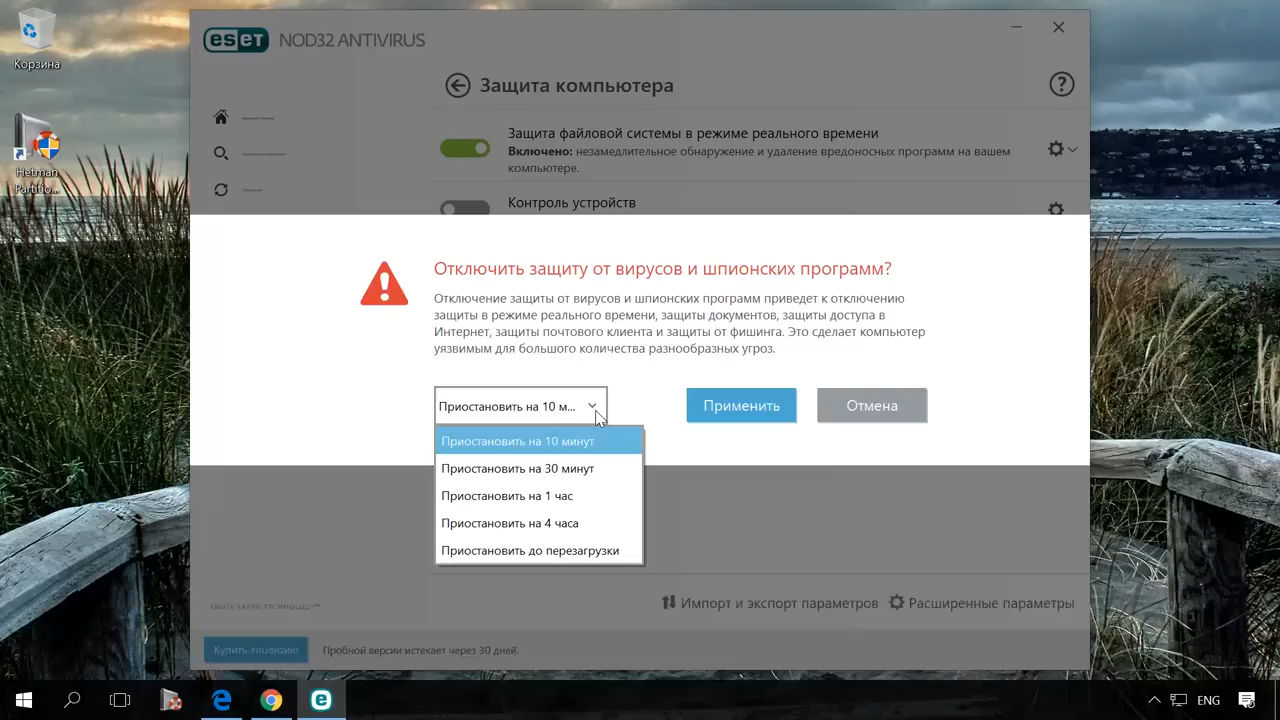 Корзина
Hetman
Partitio...
eset NOD32 ANTIVIRUS
Защита компьютера
?
Защита файловой системы в режиме реального времени
Включено: незамедлительное обнаружение и удаление вредоносных программ на вашем
компьютере.
Контроль устройств
Отключить защиту от вирусов и шпионских программ?
Отключение защиты от вирусов и шпионских программ приведет к отключению
защиты в режиме реального времени, защиты документов, защиты доступа в
Интернет, защиты почтового клиента и защиты от фишинга. Это сделает компьютер
уязвимым для большого количества разнообразных угроз.
Приостановить на 10 м...
Применить
Отмена
Приостановить на 10 минут
Приостановить на 30 минут
Приостановить на 1 час
Приостановить на 4 часа
Приостановить до перезагрузки
ENJOY SAFER TECHNOLOGY™
Импорт и экспорт параметров
Расширенные параметры
Купить лицензию
Пробной версии истекает через 30 дней.
ENG